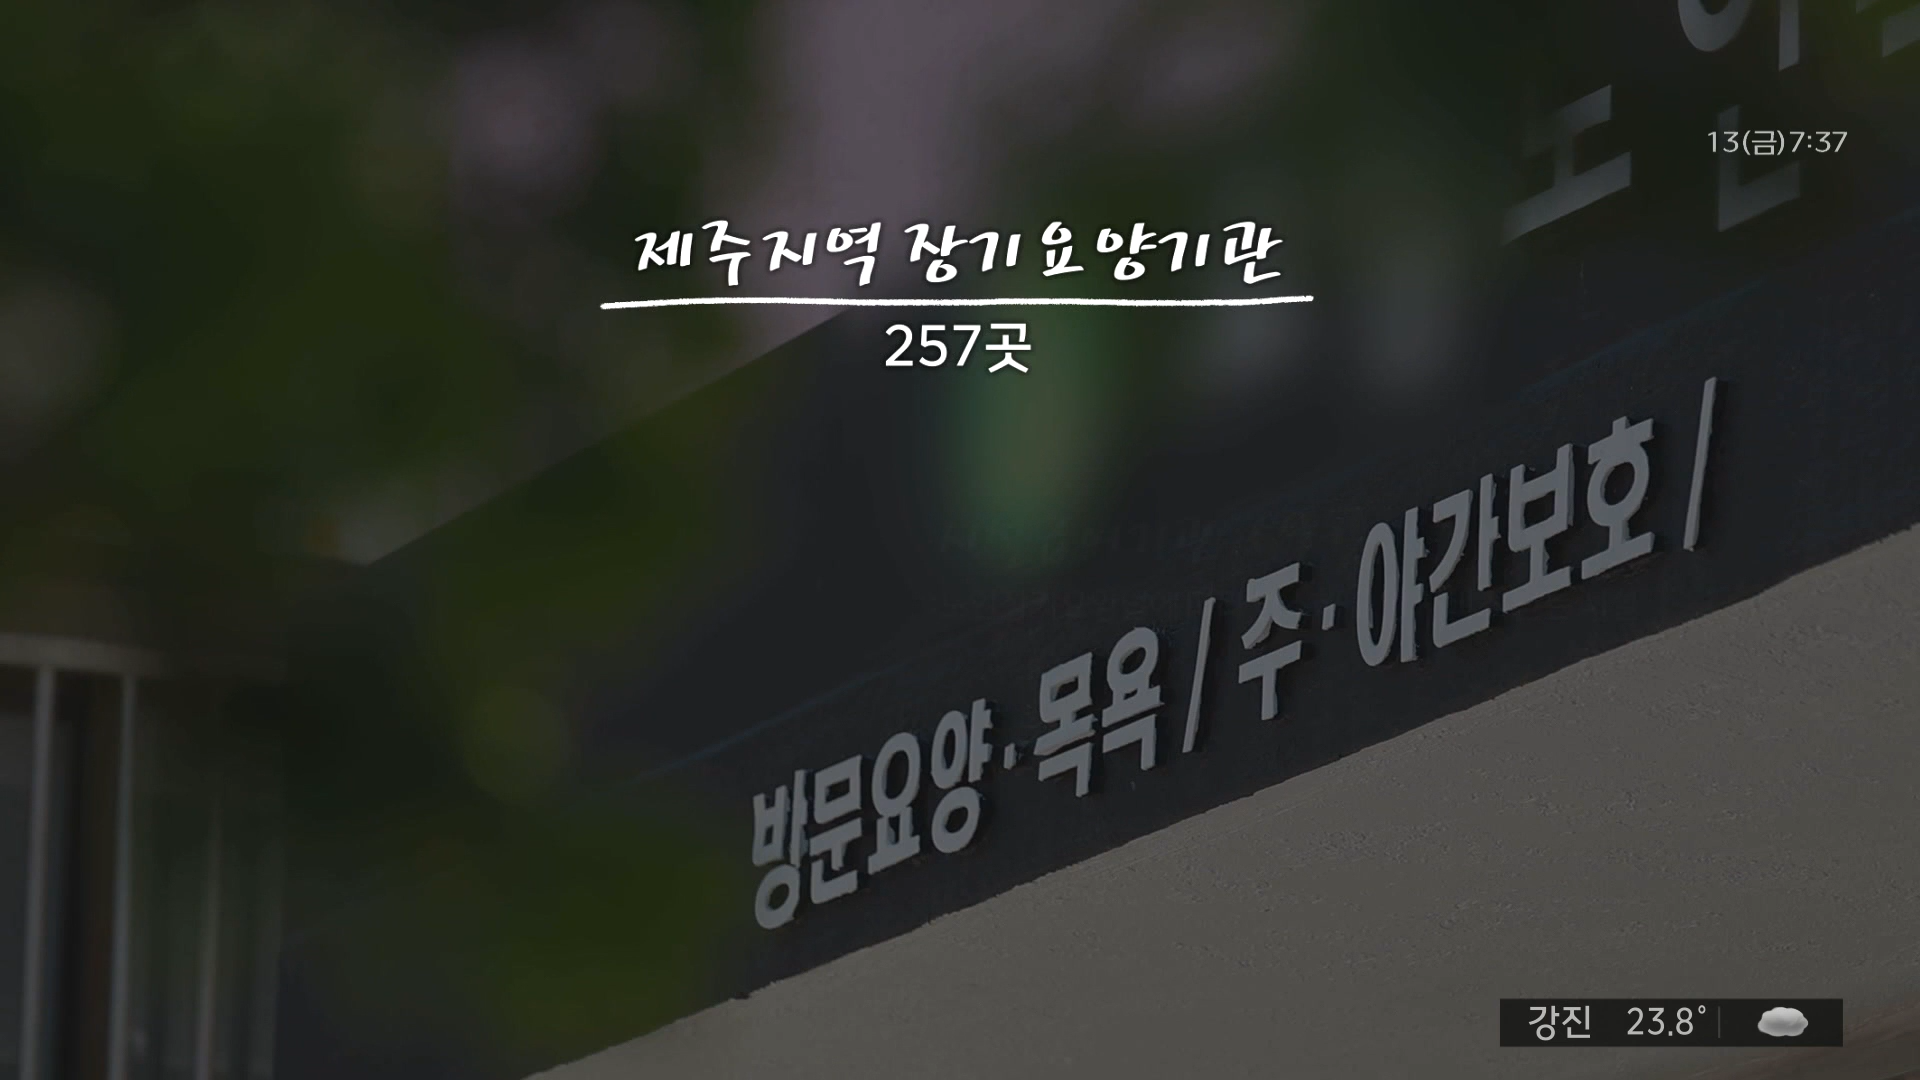 13(금)7:37
제주지역 장기요양기관
257곳
방문요양·목욕/주·야간보호/
강진 23.8°